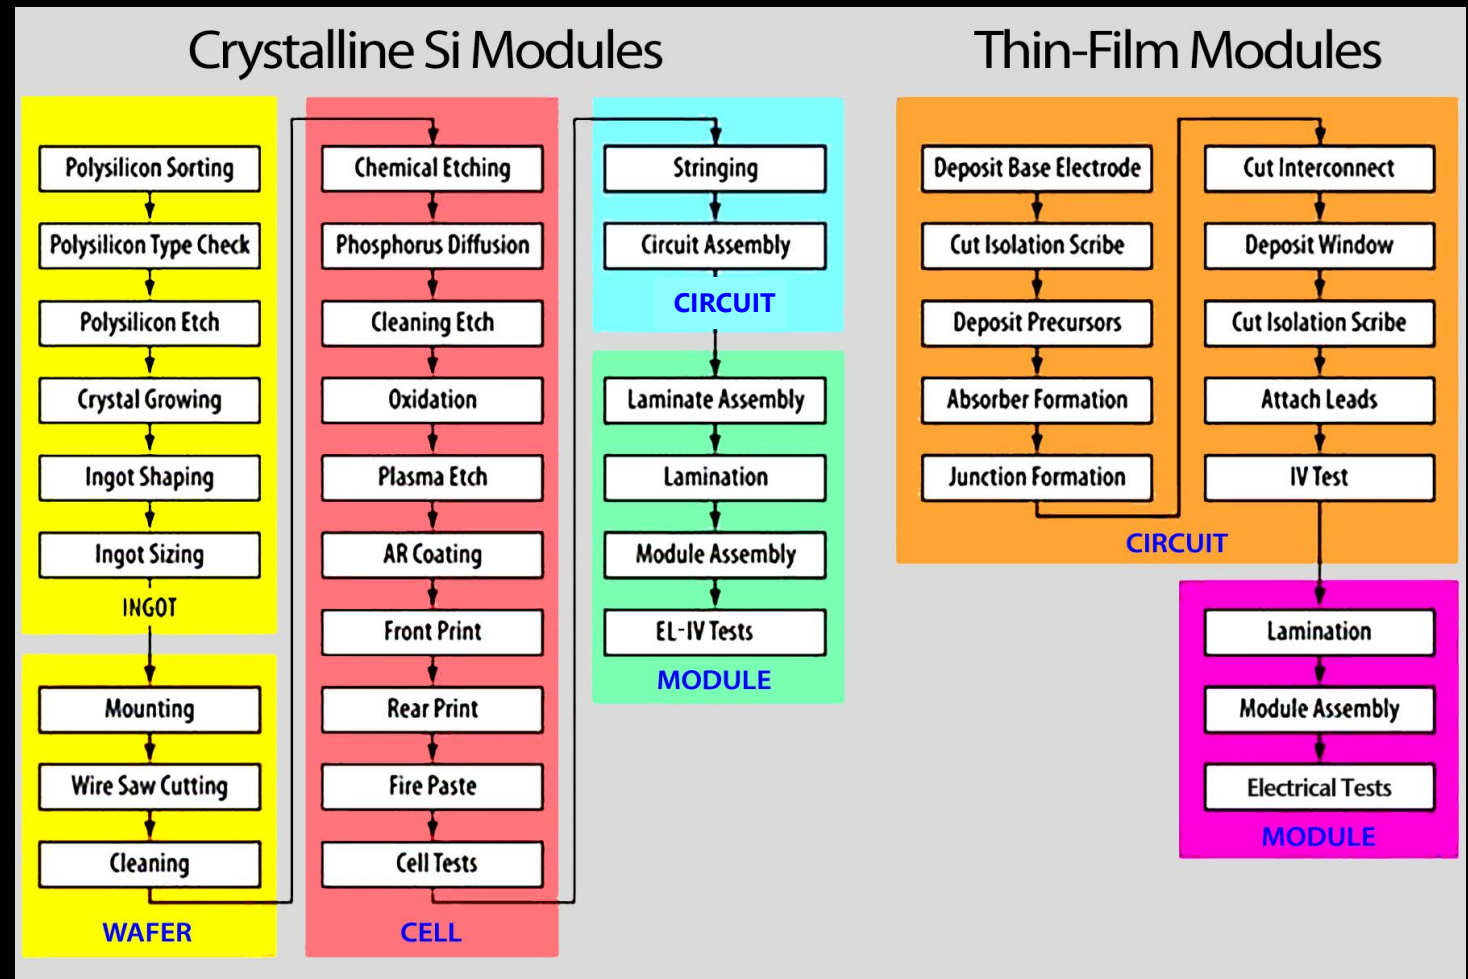 Crystalline Si Modules
Polysilicon Sorting
Polysilicon Type Check
Polysilicon Etch
Crystal Growing
Ingot Shaping
Ingot Sizing
INGOT
Mounting
Wire Saw Cutting
Cleaning
WAFER
Chemical Etching
Phosphorus Diffusion
Cleaning Etch
Oxidation
Plasma Etch
AR Coating
Front Print
Rear Print
Fire Paste
Cell Tests
CELL
Stringing
Circuit Assembly
CIRCUIT
Laminate Assembly
Lamination
Module Assembly
EL-IV Tests
MODULE
Thin-Film Modules
Deposit Base Electrode
Cut Isolation Scribe
Deposit Precursors
Absorber Formation
Junction Formation
Cut Interconnect
Deposit Window
Cut Isolation Scribe
Attach Leads
IV Test
CIRCUIT
Lamination
Module Assembly
Electrical Tests
MODULE